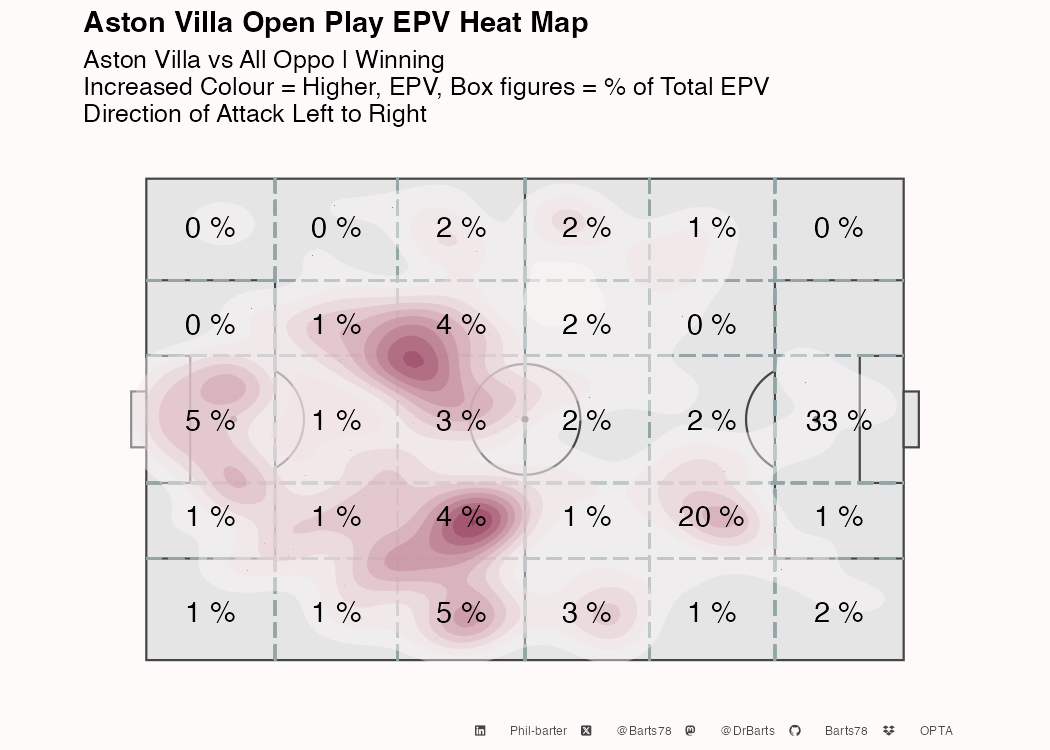 Aston Villa Open Play EPV Heat Map
Aston Villa vs All Oppo | Winning
Increased Colour = Higher, EPV, Box figures = % of Total EPV
Direction of Attack Left to Right
0 % 0 % 2 % 2 % 1 % 0 %
0 % 1 % 4 % 2 % 0 %
5 % 1 % 3 % 2 % 2 % 33 %
1 % 1 % 4 % 1 % 20 % 1 %
1 % 1 % 5 % 3 % 1 % 2 %
Phil-barter @Barts78 @DrBarts Barts78 OPTA